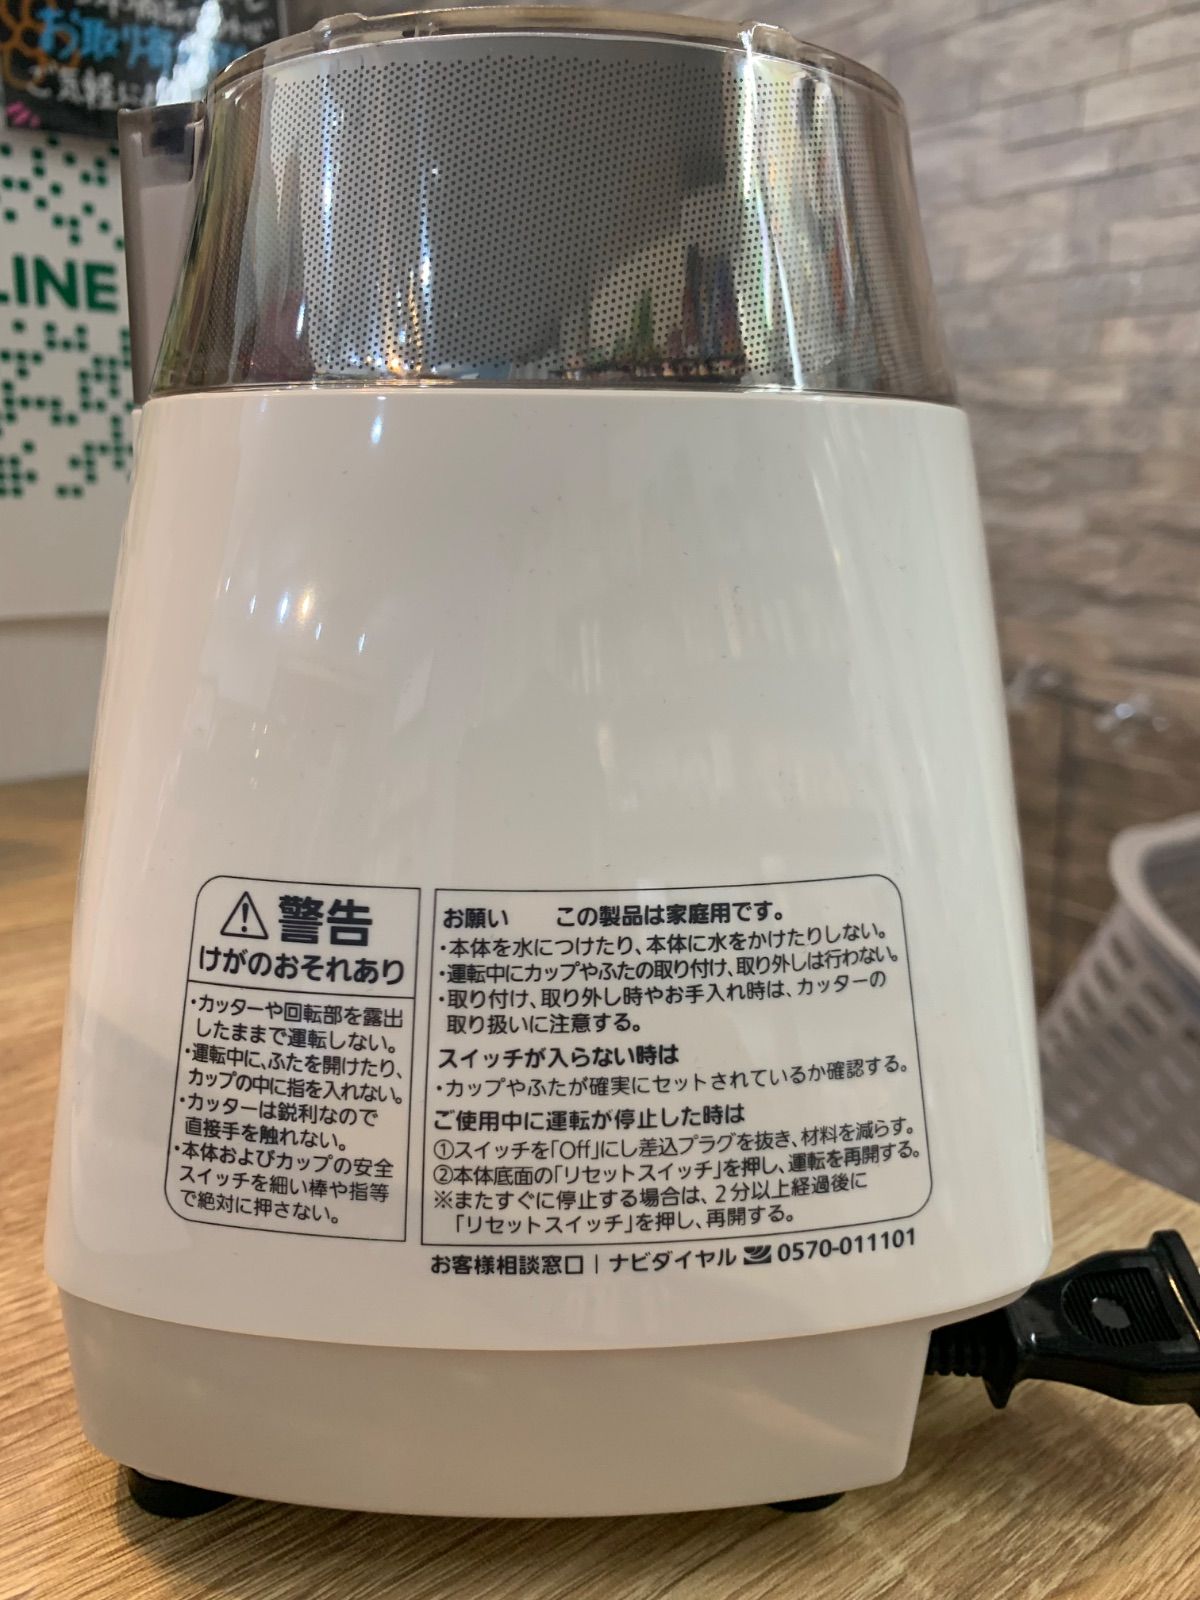 お取り寄
ご気軽に
LINE
警告
けがのおそれあり
・カッターや回転部を露出
したままで運転しない。
・運転中に、ふたを開けたり、
カップの中に指を入れない。
・カッターは鋭利なので
直接手を触れない。
・本体およびカップの安全
スイッチを細い棒や指等
で絶対に押さない。
お願い　この製品は家庭用です。
・本体を水につけたり、本体に水をかけたりしない。
・運転中にカップやふたの取り付け、取り外しは行わない。
・取り付け、取り外し時やお手入れ時は、カッターの
取り扱いに注意する。
スイッチが入らない時は
・カップやふたが確実にセットされているか確認する。
ご使用中に運転が停止した時は
①スイッチを「Off」にし差込プラグを抜き、材料を減らす。
②本体底面の「リセットスイッチ」を押し、運転を再開する。
※またすぐに停止する場合は、2分以上経過後に
「リセットスイッチ」を押し、再開する。
お客様相談窓口 | ナビダイヤル 0570-011101